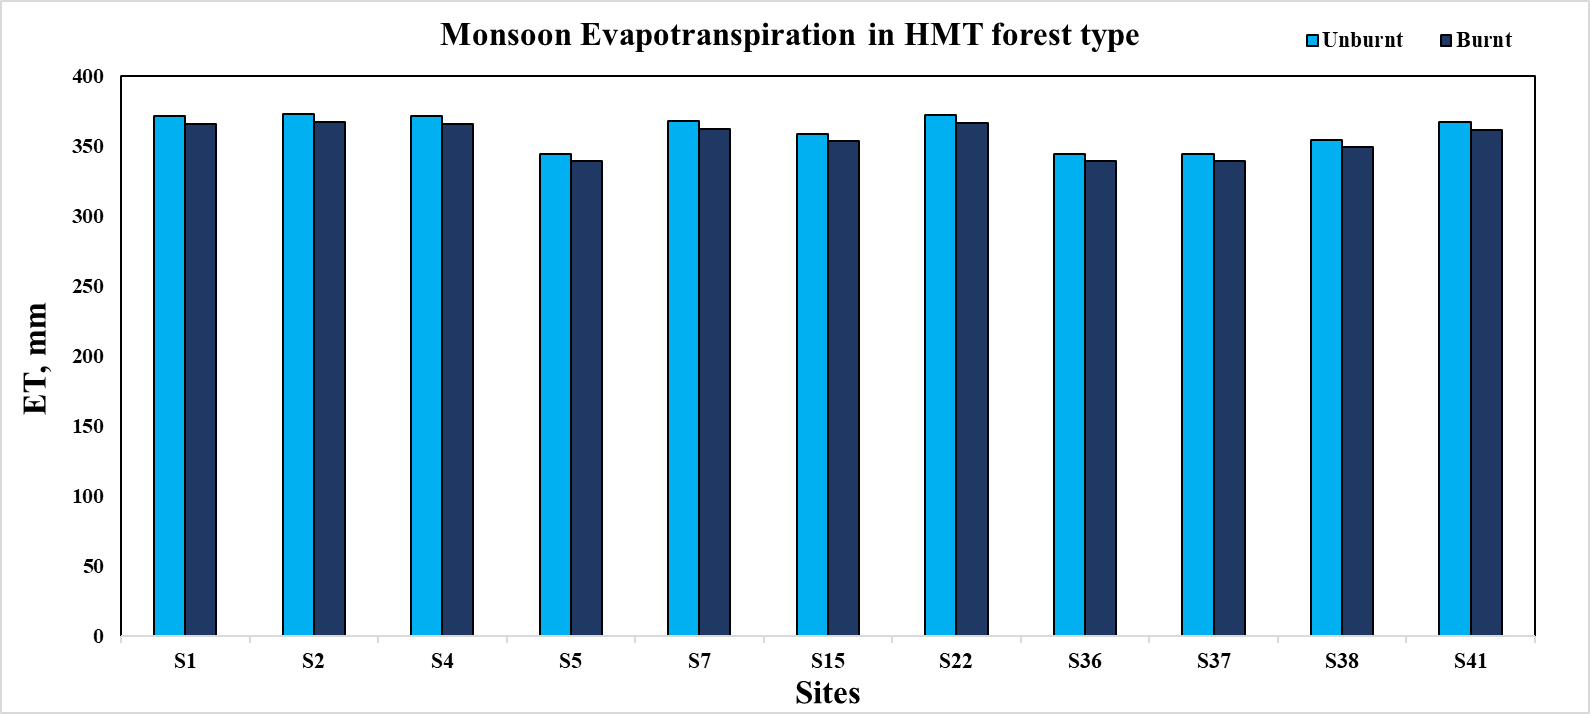 Monsoon Evapotranspiration in HMT forest type
Unburnt Burnt
400
350
300
250
200
150
100
50
0
ET, mm
S1 S2 S4 S5 S7 S15 S22 S36 S37 S38 S41
Sites